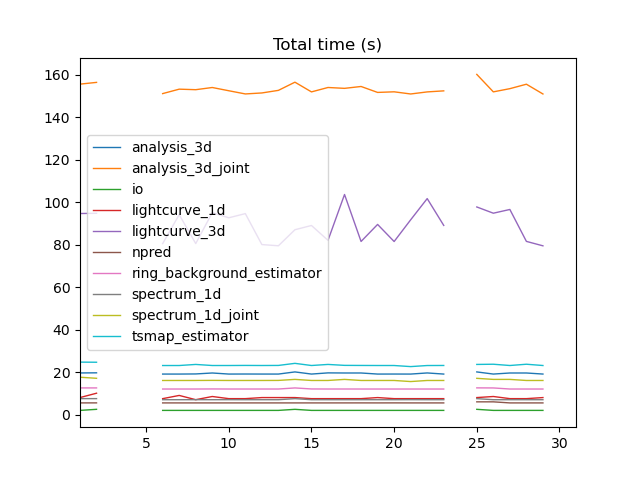 Total time (s)
160
140
120
100
80
60
40
20
0
analysis_3d
analysis_3d_joint
io
lightcurve_1d
lightcurve_3d
npred
ring_background_estimator
spectrum_1d
spectrum_1d_joint
tsmap_estimator
5 10 15 20 25 30